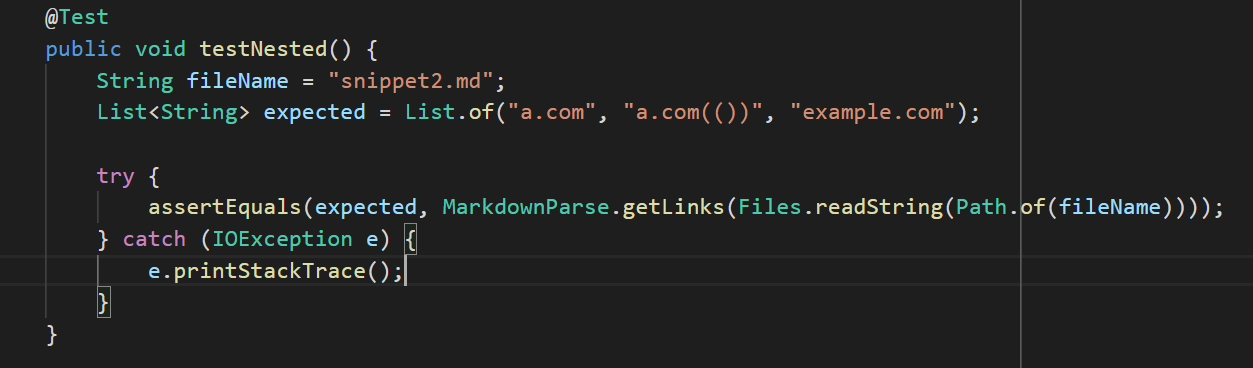 @Test
public void testNested() {
    String fileName = "snippet2.md";
    List<String> expected = List.of("a.com", "a.com(())", "example.com");
    try {
        assertEquals(expected, MarkdownParse.getLinks(Files.readString(Path.of(fileName))));
    } catch (IOException e) {
        e.printStackTrace();
    }
}